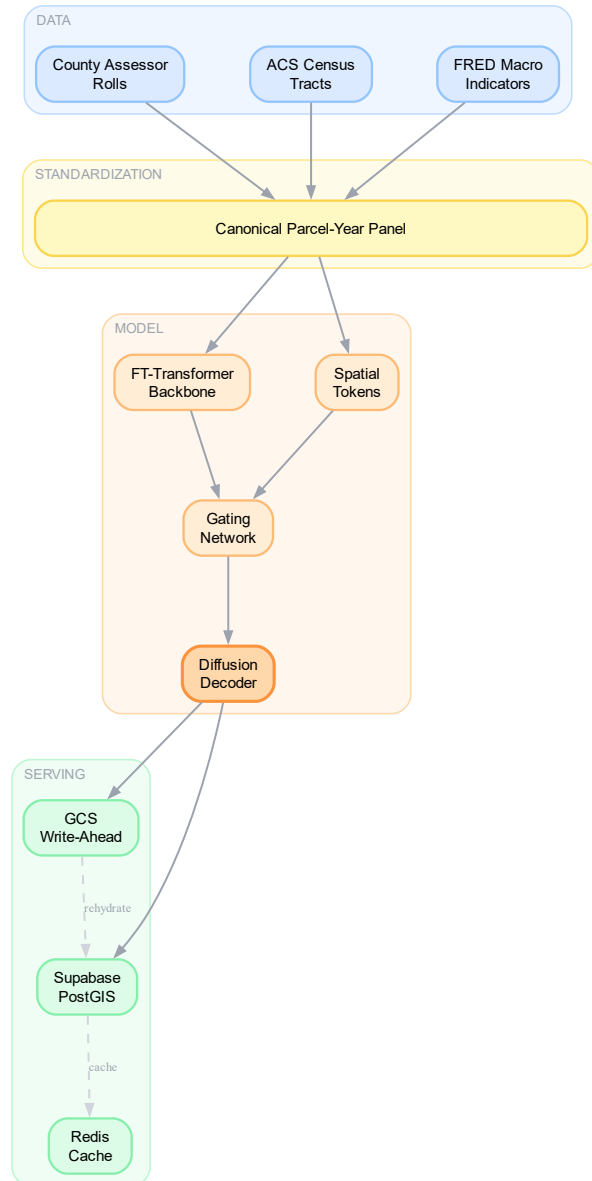 DATA
County Assessor
Rolls
ACS Census
Tracts
FRED Macro
Indicators
STANDARDIZATION
Canonical Parcel-Year Panel
MODEL
FT-Transformer
Backbone
Spatial
Tokens
Gating
Network
Diffusion
Decoder
SERVING
GCS
Write-Ahead
rehydrate
Supabase
PostGIS
cache
Redis
Cache